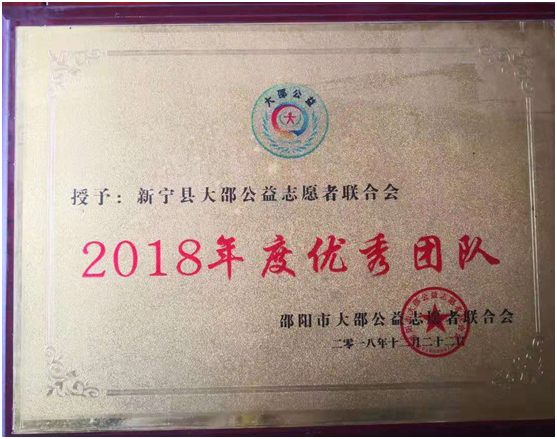 大邵公益
授予：新宁县大邵公益志愿者联合会
2018年度优秀团队
邵阳市大邵公益志愿者联合会
二零一八年十二月二十二日